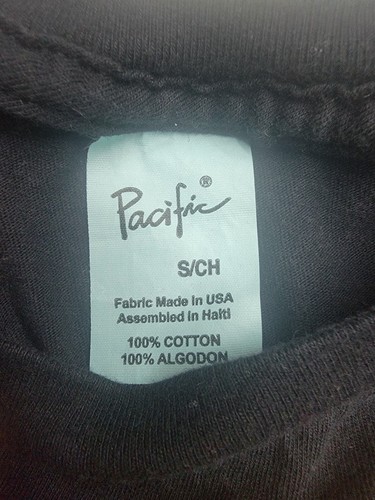 Pacific®
S/CH
Fabric Made in USA
Assembled in Haiti
100% COTTON
100% ALGODON